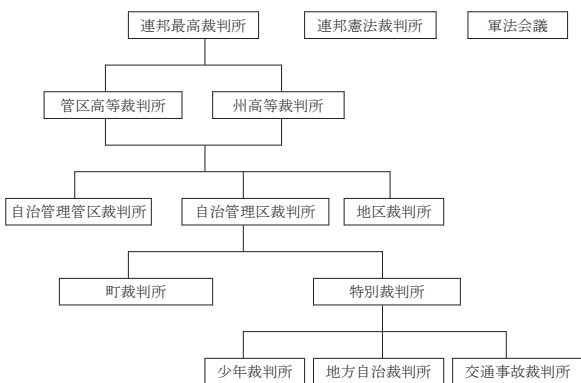 連邦最高裁判所
連邦憲法裁判所
軍法会議
管区高等裁判所
州高等裁判所
自治管理管区裁判所
自治管理区裁判所
地区裁判所
町裁判所
特別裁判所
少年裁判所
地方自治裁判所
交通事故裁判所